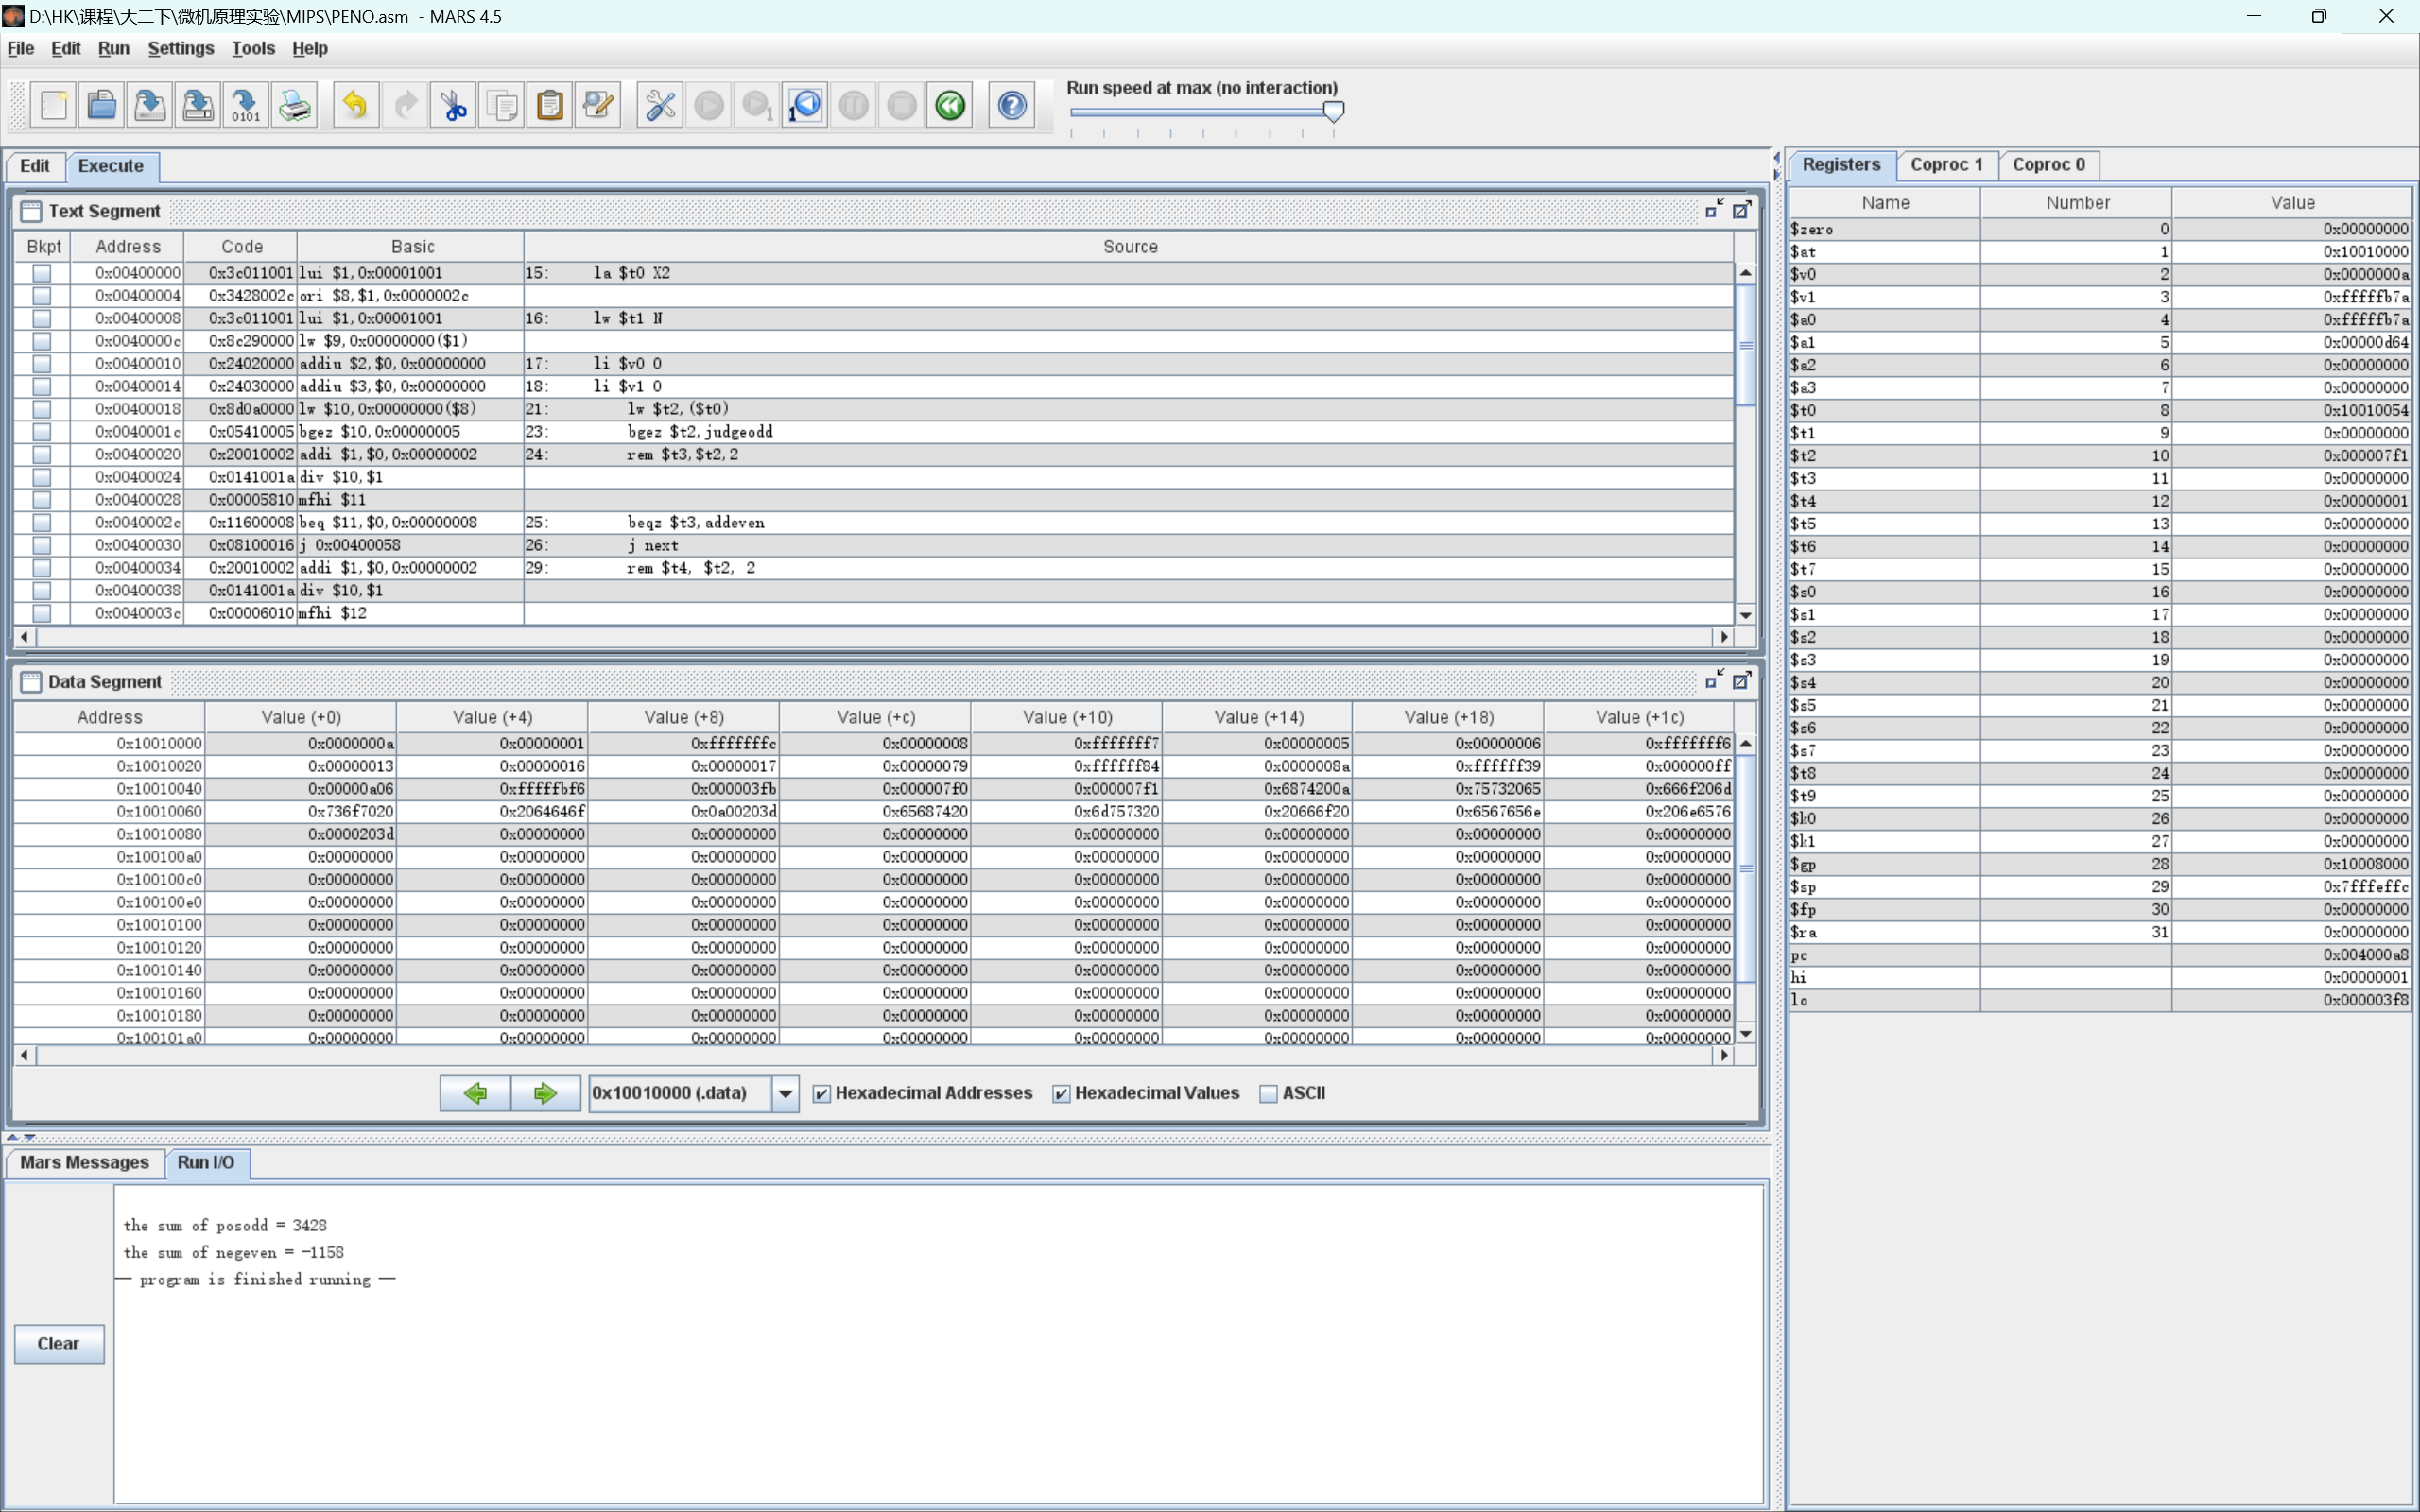 D:\HK\课程\大二下\微机原理实验\MIPS\PENO.asm - MARS 4.5
File Edit Run Settings Tools Help
Run speed at max (no interaction)
Edit Execute
Text Segment
Bkpt Address Code Basic Source
0x00400000 0x3c011001 lui $1,0x00001001 15: la $t0 X2
0x00400004 0x3428002c ori $8,$1,0x0000002c
0x00400008 0x3c011001 lui $1,0x00001001 16: lw $t1 N
0x0040000c 0x8c290000 lw $9,0x00000000($1)
0x00400010 0x24020000 addiu $2,$0,0x00000000 17: li $v0 0
0x00400014 0x24030000 addiu $3,$0,0x00000000 18: li $v1 0
0x00400018 0x8d0a0000 lw $10,0x00000000($8) 21: lw $t2,($t0)
0x0040001c 0x05410005 bgez $10,0x00000005 23: bgez $t2,judgeodd
0x00400020 0x20010002 addi $1,$0,0x00000002 24: rem $t3,$t2,2
0x00400024 0x0141001a div $10,$1
0x00400028 0x00005810 mfhi $11
0x0040002c 0x11600008 beq $11,$0,0x00000008 25: beqz $t3,addeven
0x00400030 0x08100016 j 0x00400058 26: j next
0x00400034 0x20010002 addi $1,$0,0x00000002 29: rem $t4, $t2, 2
0x00400038 0x0141001a div $10,$1
0x0040003c 0x00006010 mfhi $12
Data Segment
Address Value (+0) Value (+4) Value (+8) Value (+c) Value (+10) Value (+14) Value (+18) Value (+1c)
0x10010000 0x0000000a 0x00000001 0xfffffffc 0x00000008 0xfffffff7 0x00000005 0x00000006 0xfffffff6
0x10010020 0x00000013 0x00000016 0x00000017 0x00000079 0xffffff84 0x0000008a 0xffffff39 0x000000ff
0x10010040 0x00000a06 0xfffffbf6 0x000003fb 0x000007f0 0x000007f1 0x6874200a 0x75732065 0x666f206d
0x10010060 0x736f7020 0x2064646f 0x0a00203d 0x65687420 0x6d757320 0x20666f20 0x6567656e 0x206e6576
0x10010080 0x0000203d 0x00000000 0x00000000 0x00000000 0x00000000 0x00000000 0x00000000 0x00000000
0x100100a0 0x00000000 0x00000000 0x00000000 0x00000000 0x00000000 0x00000000 0x00000000 0x00000000
0x100100c0 0x00000000 0x00000000 0x00000000 0x00000000 0x00000000 0x00000000 0x00000000 0x00000000
0x100100e0 0x00000000 0x00000000 0x00000000 0x00000000 0x00000000 0x00000000 0x00000000 0x00000000
0x10010100 0x00000000 0x00000000 0x00000000 0x00000000 0x00000000 0x00000000 0x00000000 0x00000000
0x10010120 0x00000000 0x00000000 0x00000000 0x00000000 0x00000000 0x00000000 0x00000000 0x00000000
0x10010140 0x00000000 0x00000000 0x00000000 0x00000000 0x00000000 0x00000000 0x00000000 0x00000000
0x10010160 0x00000000 0x00000000 0x00000000 0x00000000 0x00000000 0x00000000 0x00000000 0x00000000
0x10010180 0x00000000 0x00000000 0x00000000 0x00000000 0x00000000 0x00000000 0x00000000 0x00000000
0x100101a0 0x00000000 0x00000000 0x00000000 0x00000000 0x00000000 0x00000000 0x00000000 0x00000000
0x10010000 (.data) Hexadecimal Addresses Hexadecimal Values ASCII
Mars Messages Run I/O
the sum of posodd = 3428
the sum of negeven = -1158
— program is finished running —
Clear
Registers Coproc 1 Coproc 0
Name Number Value
$zero 0 0x00000000
$at 1 0x10010000
$v0 2 0x0000000a
$v1 3 0xfffffb7a
$a0 4 0xfffffb7a
$a1 5 0x00000d64
$a2 6 0x00000000
$a3 7 0x00000000
$t0 8 0x10010054
$t1 9 0x00000000
$t2 10 0x000007f1
$t3 11 0x00000000
$t4 12 0x00000001
$t5 13 0x00000000
$t6 14 0x00000000
$t7 15 0x00000000
$s0 16 0x00000000
$s1 17 0x00000000
$s2 18 0x00000000
$s3 19 0x00000000
$s4 20 0x00000000
$s5 21 0x00000000
$s6 22 0x00000000
$s7 23 0x00000000
$t8 24 0x00000000
$t9 25 0x00000000
$k0 26 0x00000000
$k1 27 0x00000000
$gp 28 0x10008000
$sp 29 0x7fffeffc
$fp 30 0x00000000
$ra 31 0x00000000
pc 0x004000a8
hi 0x00000001
lo 0x000003f8